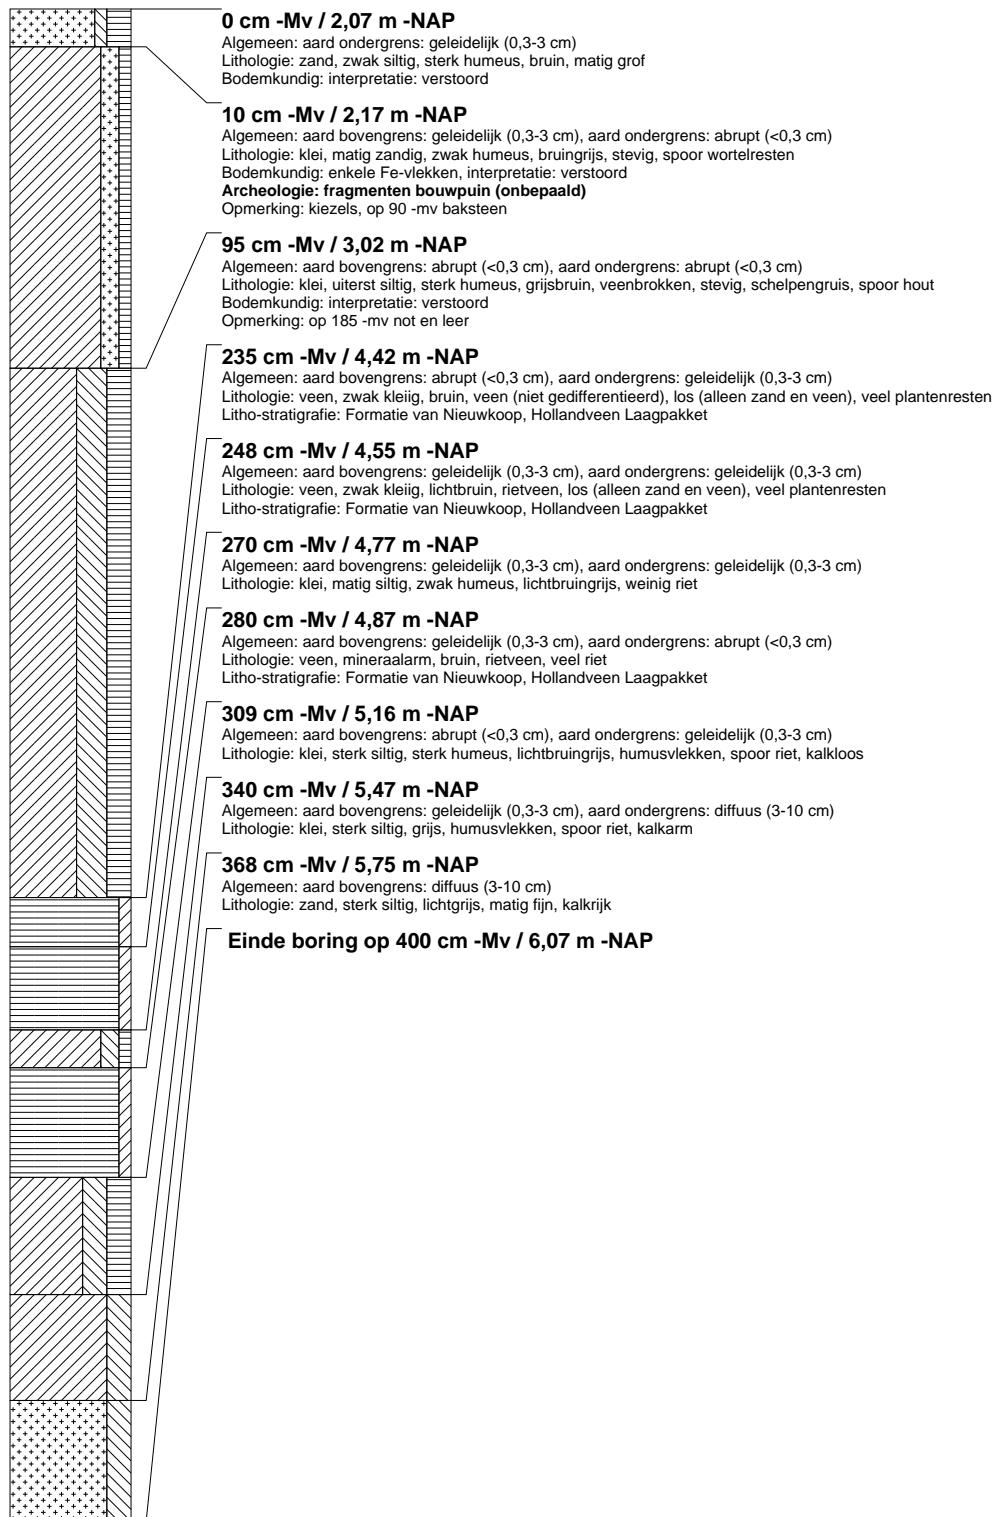 0 cm -Mv / 2,07 m -NAP
Algemeen: aard ondergrens: geleidelijk (0,3-3 cm)
Lithologie: zand, zwak siltig, sterk humeus, bruin, matig grof
Bodemkundig: interpretatie: verstoord
10 cm -Mv / 2,17 m -NAP
Algemeen: aard bovengrens: geleidelijk (0,3-3 cm), aard ondergrens: abrupt (<0,3 cm)
Lithologie: klei, matig zandig, zwak humeus, bruingrijs, stevig, spoor wortelresten
Bodemkundig: enkele Fe-vlekken, interpretatie: verstoord
Archeologie: fragmenten bouwpuin (onbepaald)
Opmerking: kiezels, op 90 -mv baksteen
95 cm -Mv / 3,02 m -NAP
Algemeen: aard bovengrens: abrupt (<0,3 cm), aard ondergrens: abrupt (<0,3 cm)
Lithologie: klei, uiterst siltig, sterk humeus, grijsbruin, veenbrokken, stevig, schelpengruis, spoor hout
Bodemkundig: interpretatie: verstoord
Opmerking: op 185 -mv not en leer
235 cm -Mv / 4,42 m -NAP
Algemeen: aard bovengrens: abrupt (<0,3 cm), aard ondergrens: geleidelijk (0,3-3 cm)
Lithologie: veen, zwak kleiig, bruin, veen (niet gedifferentieerd), los (alleen zand en veen), veel plantenresten
Litho-stratigrafie: Formatie van Nieuwkoop, Hollandveen Laagpakket
248 cm -Mv / 4,55 m -NAP
Algemeen: aard bovengrens: geleidelijk (0,3-3 cm), aard ondergrens: geleidelijk (0,3-3 cm)
Lithologie: veen, zwak kleiig, lichtbruin, rietveen, los (alleen zand en veen), veel plantenresten
Litho-stratigrafie: Formatie van Nieuwkoop, Hollandveen Laagpakket
270 cm -Mv / 4,77 m -NAP
Algemeen: aard bovengrens: geleidelijk (0,3-3 cm), aard ondergrens: geleidelijk (0,3-3 cm)
Lithologie: klei, matig siltig, zwak humeus, lichtbruingrijs, weinig riet
280 cm -Mv / 4,87 m -NAP
Algemeen: aard bovengrens: geleidelijk (0,3-3 cm), aard ondergrens: abrupt (<0,3 cm)
Lithologie: veen, mineraalarm, bruin, rietveen, veel riet
Litho-stratigrafie: Formatie van Nieuwkoop, Hollandveen Laagpakket
309 cm -Mv / 5,16 m -NAP
Algemeen: aard bovengrens: abrupt (<0,3 cm), aard ondergrens: geleidelijk (0,3-3 cm)
Lithologie: klei, sterk siltig, sterk humeus, lichtbruingrijs, humusvlekken, spoor riet, kalkloos
340 cm -Mv / 5,47 m -NAP
Algemeen: aard bovengrens: geleidelijk (0,3-3 cm), aard ondergrens: diffuus (3-10 cm)
Lithologie: klei, sterk siltig, grijs, humusvlekken, spoor riet, kalkarm
368 cm -Mv / 5,75 m -NAP
Algemeen: aard bovengrens: diffuus (3-10 cm)
Lithologie: zand, sterk siltig, lichtgrijs, matig fijn, kalkrijk
Einde boring op 400 cm -Mv / 6,07 m -NAP